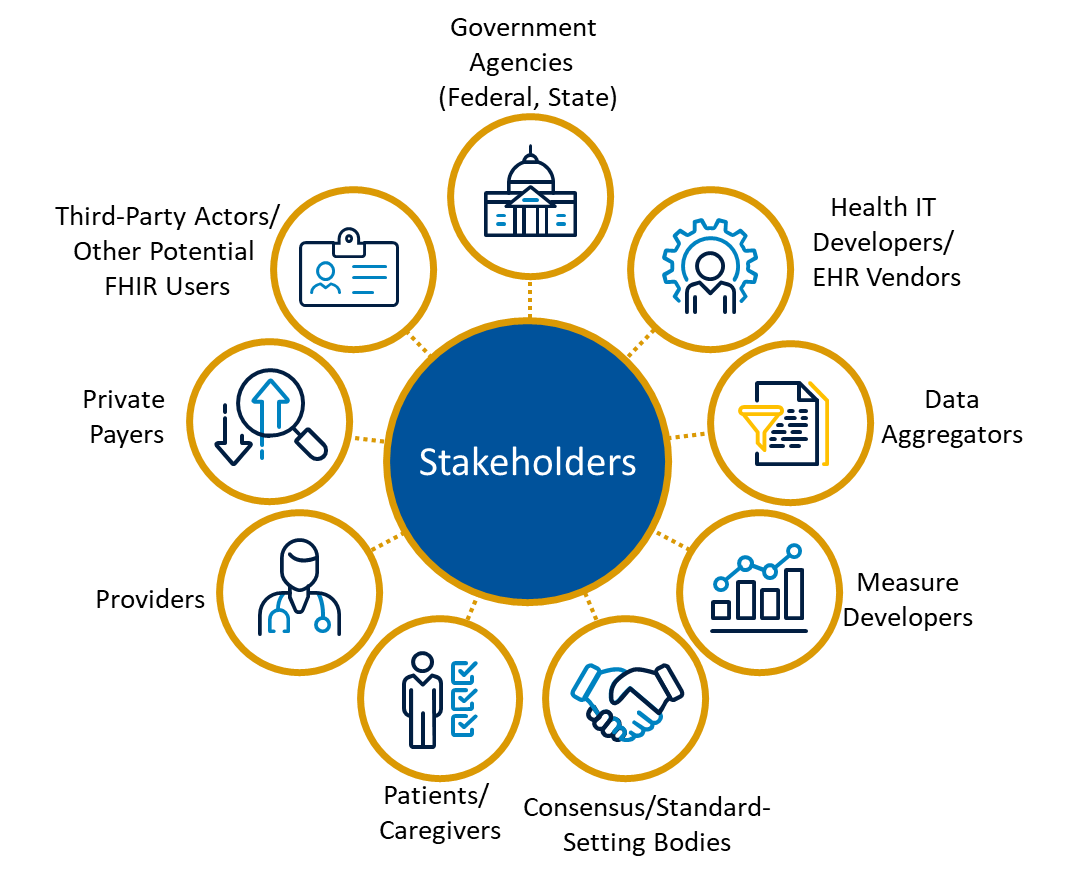 Government
Agencies
(Federal, State)
Health IT
Developers/
EHR Vendors
Data
Aggregators
Measure
Developers
Consensus/Standard-
Setting Bodies
Patients/
Caregivers
Providers
Private
Payers
Third-Party Actors/
Other Potential
FHIR Users
Stakeholders